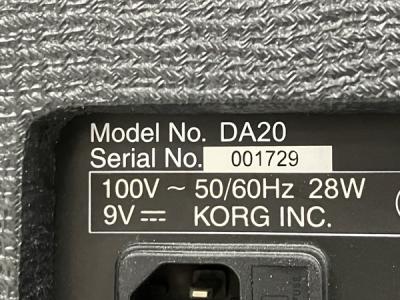 Model No. DA20
Serial No. 001729
100V ~ 50/60Hz 28W
9V ⎓ KORG INC.